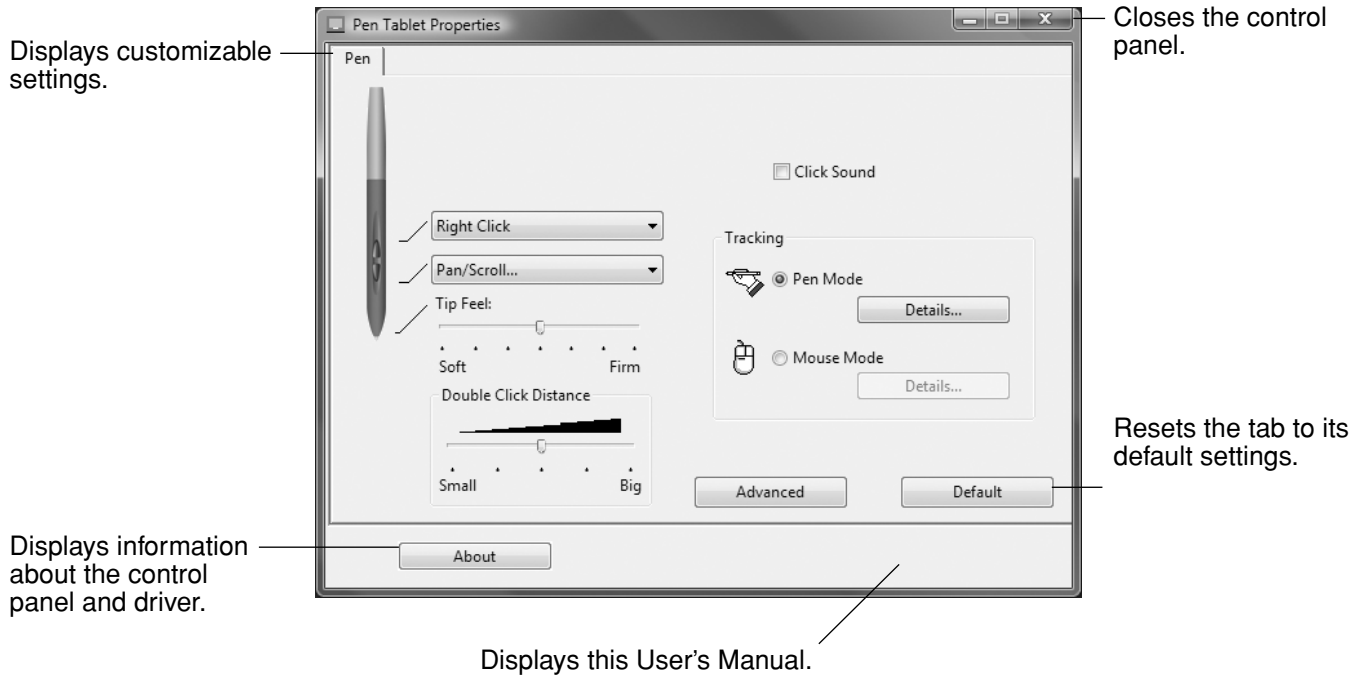 Pen Tablet Properties
Closes the control
panel.
Displays customizable
settings.
Pen
Click Sound
Right Click
Pan/Scroll...
Tip Feel:
Soft
Firm
Double Click Distance
Small
Big
Tracking
Pen Mode
Details...
Mouse Mode
Details...
Advanced
Default
Resets the tab to its
default settings.
Displays information
about the control
panel and driver.
About
Displays this User's Manual.